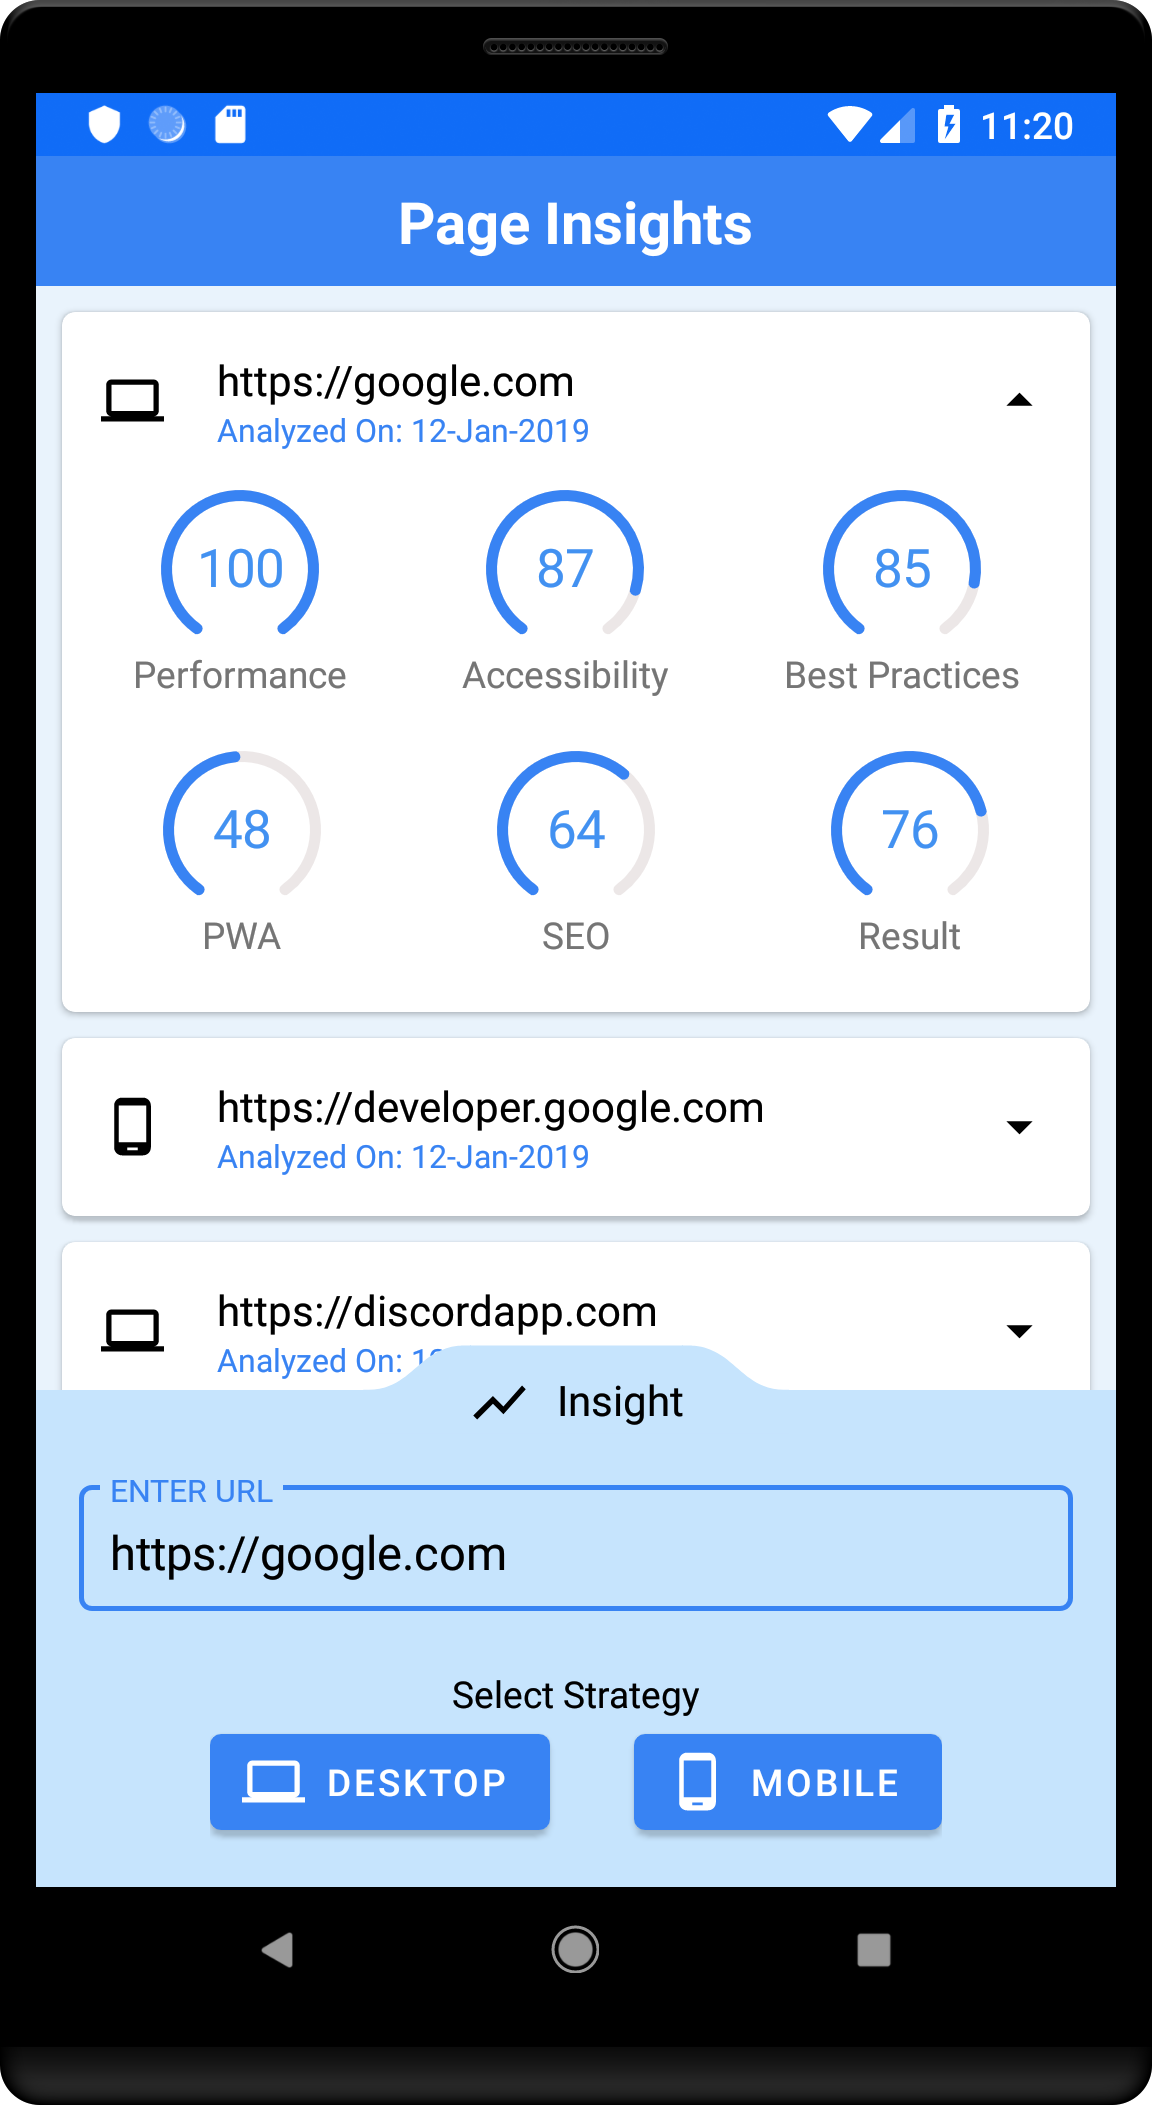 11:20
Page Insights
https://google.com
Analyzed On: 12-Jan-2019
100 87 85
Performance Accessibility Best Practices
48 64 76
PWA SEO Result
https://developer.google.com
Analyzed On: 12-Jan-2019
https://discordapp.com
Analyzed On:
Insight
ENTER URL
https://google.com
Select Strategy
DESKTOP MOBILE